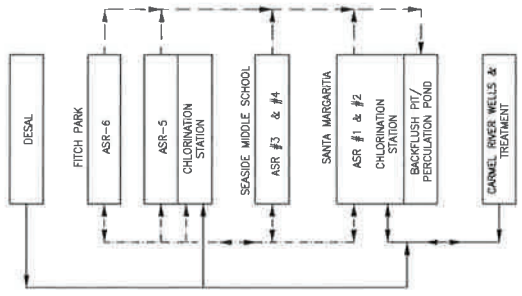 DESAL
FITCH PARK
ASR-6
ASR-5
CHLORINATION
STATION
SEASIDE MIDDLE SCHOOL
ASR #3 & #4
SANTA MARGARITIA
ASR #1 & #2
CHLORINATION
STATION
BACKFLUSH PIT/
PERCULATION POND
CARMEL RIVER WELLS &
TREATMENT